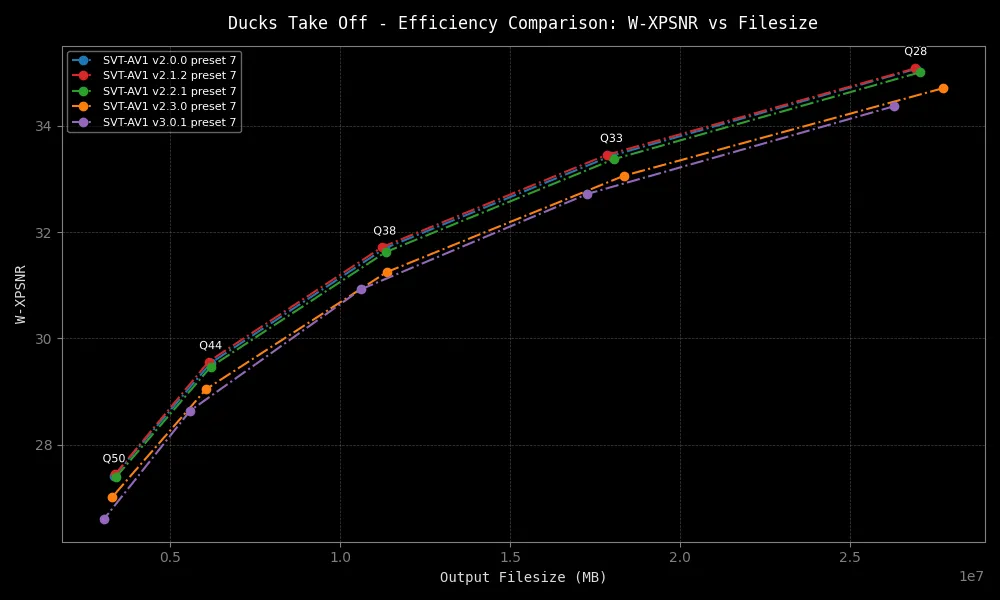 Ducks Take Off - Efficiency Comparison: W-XPSNR vs Filesize
SVT-AV1 v2.0.0 preset 7
SVT-AV1 v2.1.2 preset 7
SVT-AV1 v2.2.1 preset 7
SVT-AV1 v2.3.0 preset 7
SVT-AV1 v3.0.1 preset 7
Q28
Q33
Q38
Q44
Q50
34
32
30
28
W-XPSNR
0.5 1.0 1.5 2.0 2.5
1e7
Output Filesize (MB)